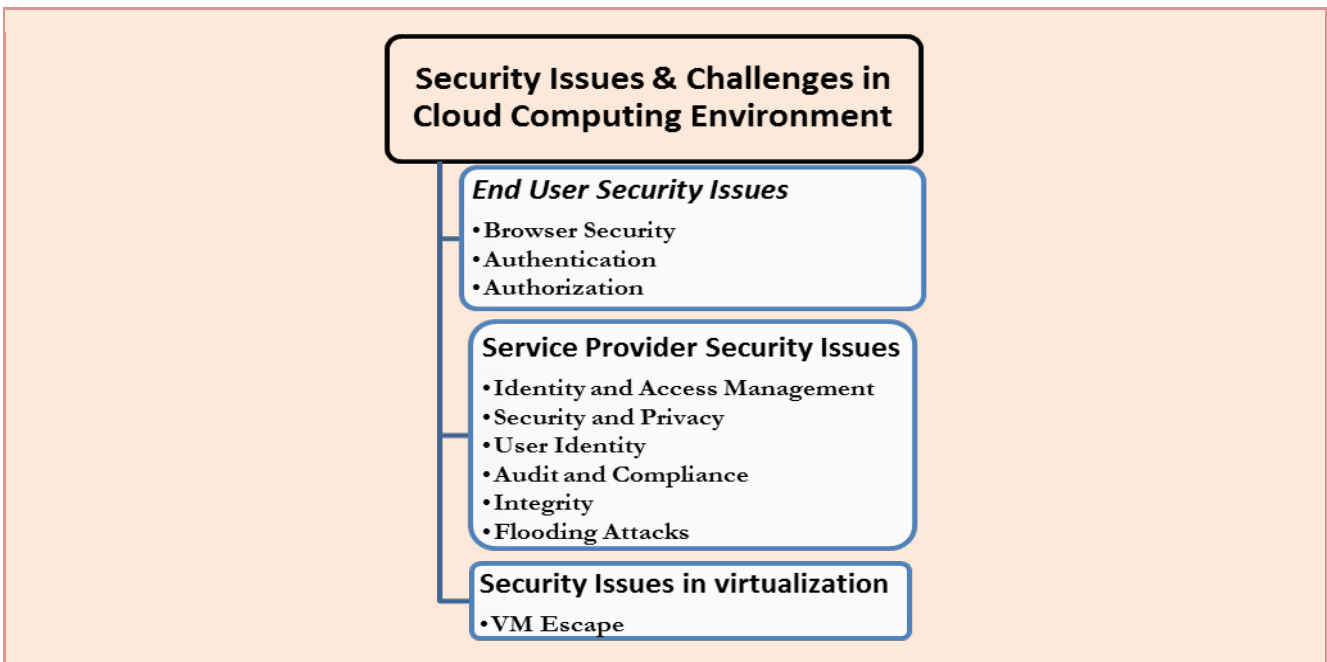 Security Issues & Challenges in
Cloud Computing Environment
End User Security Issues
•Browser Security
•Authentication
•Authorization
Service Provider Security Issues
•Identity and Access Management
•Security and Privacy
•User Identity
•Audit and Compliance
•Integrity
•Flooding Attacks
Security Issues in virtualization
•VM Escape